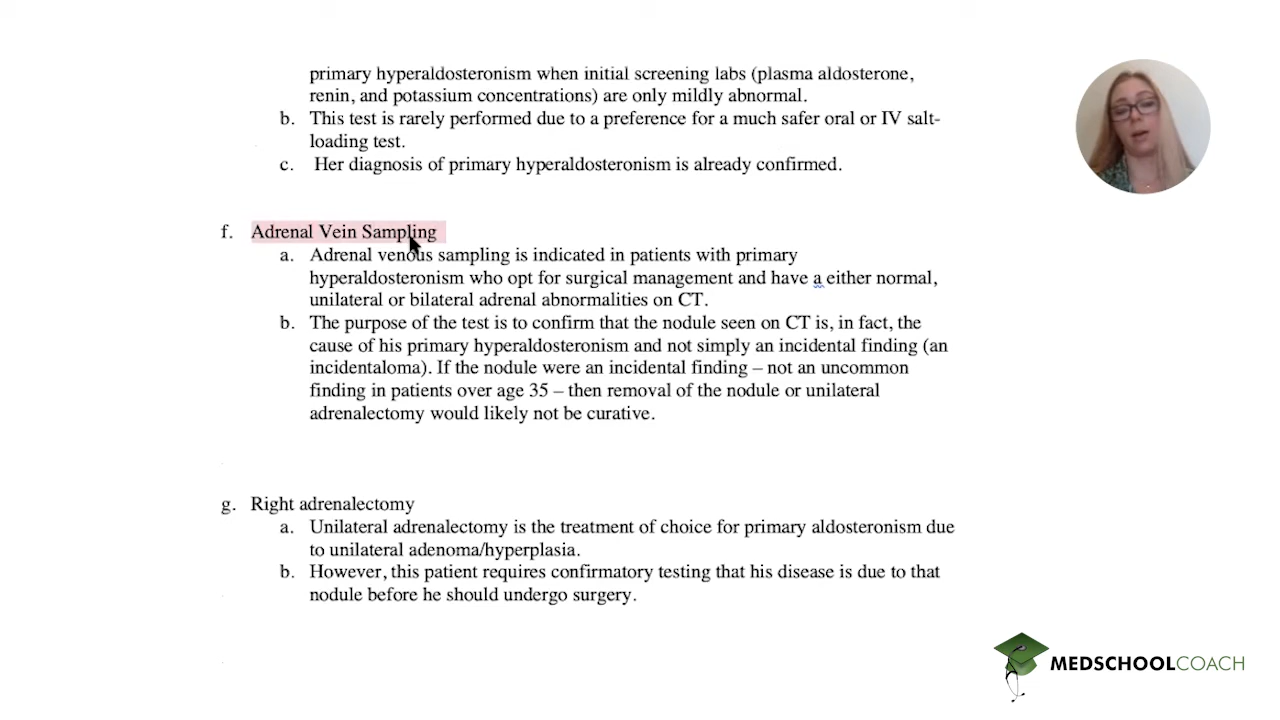 primary hyperaldosteronism when initial screening labs (plasma aldosterone,
renin, and potassium concentrations) are only mildly abnormal.
b. This test is rarely performed due to a preference for a much safer oral or IV salt-
loading test.
c. Her diagnosis of primary hyperaldosteronism is already confirmed.
f. Adrenal Vein Sampling
a. Adrenal venous sampling is indicated in patients with primary
hyperaldosteronism who opt for surgical management and have a either normal,
unilateral or bilateral adrenal abnormalities on CT.
b. The purpose of the test is to confirm that the nodule seen on CT is, in fact, the
cause of his primary hyperaldosteronism and not simply an incidental finding (an
incidentaloma). If the nodule were an incidental finding – not an uncommon
finding in patients over age 35 – then removal of the nodule or unilateral
adrenalectomy would likely not be curative.
g. Right adrenalectomy
a. Unilateral adrenalectomy is the treatment of choice for primary aldosteronism due
to unilateral adenoma/hyperplasia.
b. However, this patient requires confirmatory testing that his disease is due to that
nodule before he should undergo surgery.
MEDSCHOOLCOACH